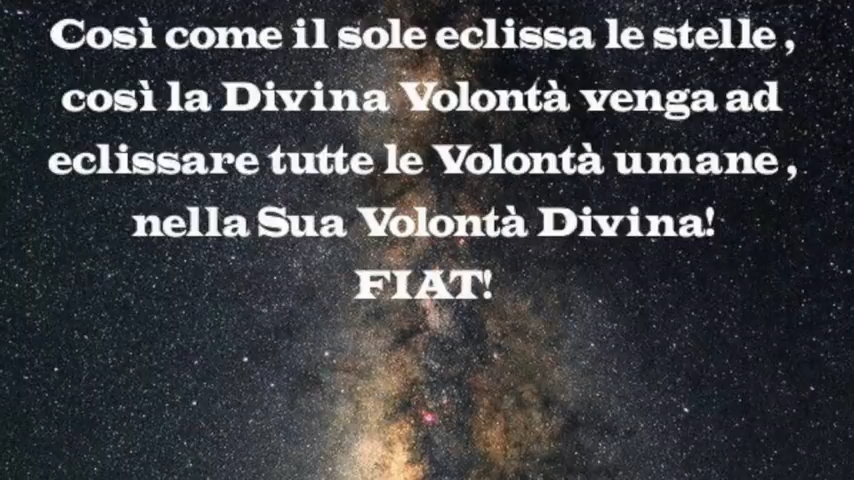 Così come il sole eclissa le stelle,
così la Divina Volontà venga ad
eclissare tutte le Volontà umane,
nella Sua Volontà Divina!
FIAT!